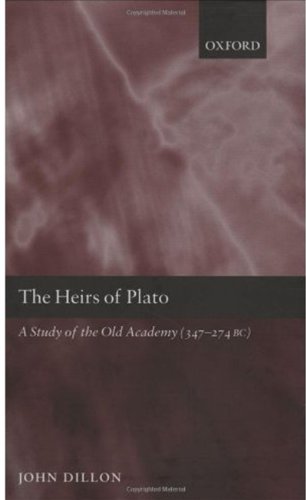 OXFORD
The Heirs of Plato
A Study of the Old Academy (347–274 BC)
JOHN DILLON